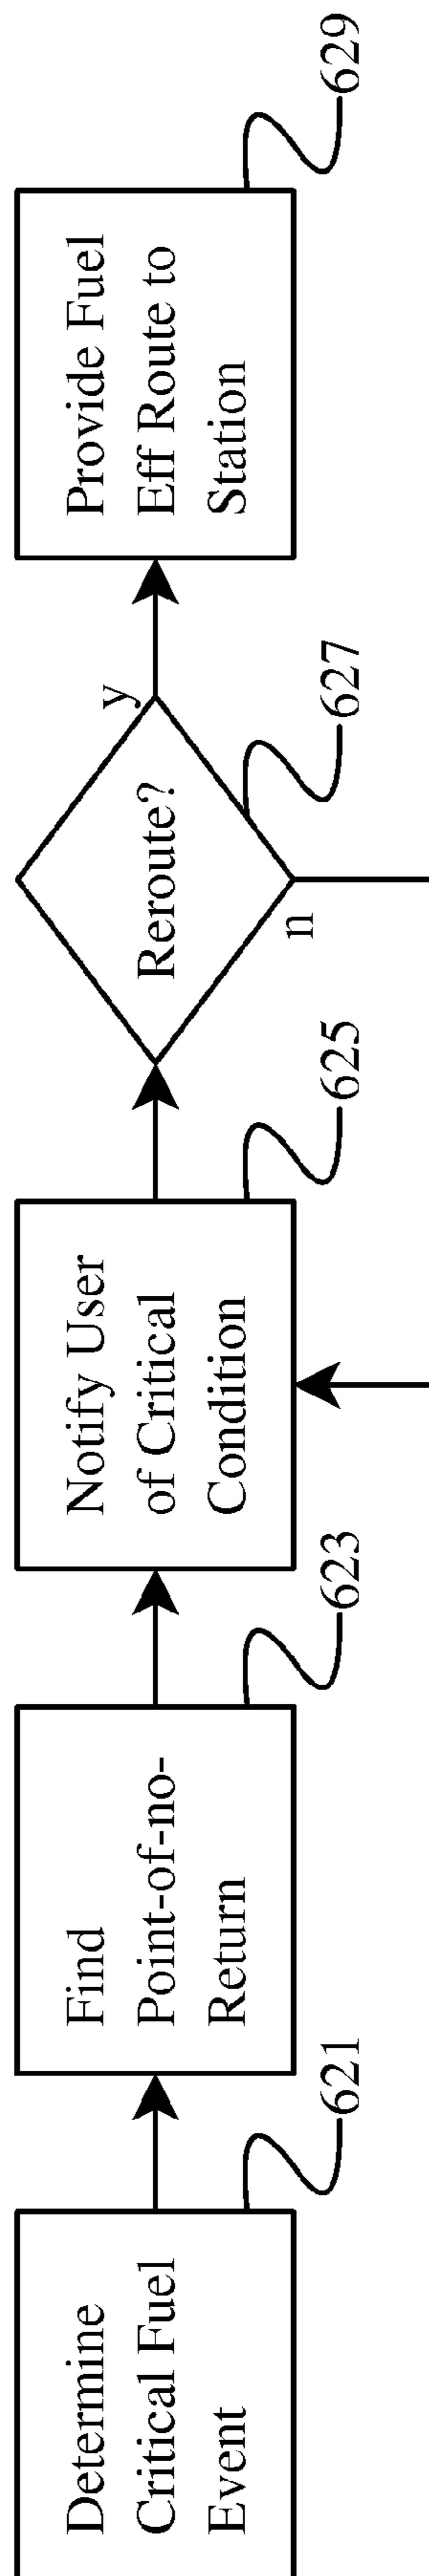 Determine
Critical Fuel
Event
621
Find
Point-of-no-
Return
623
Notify User
of Critical
Condition
625
Reroute?
y
n
627
Provide Fuel
Eff Route to
Station
629